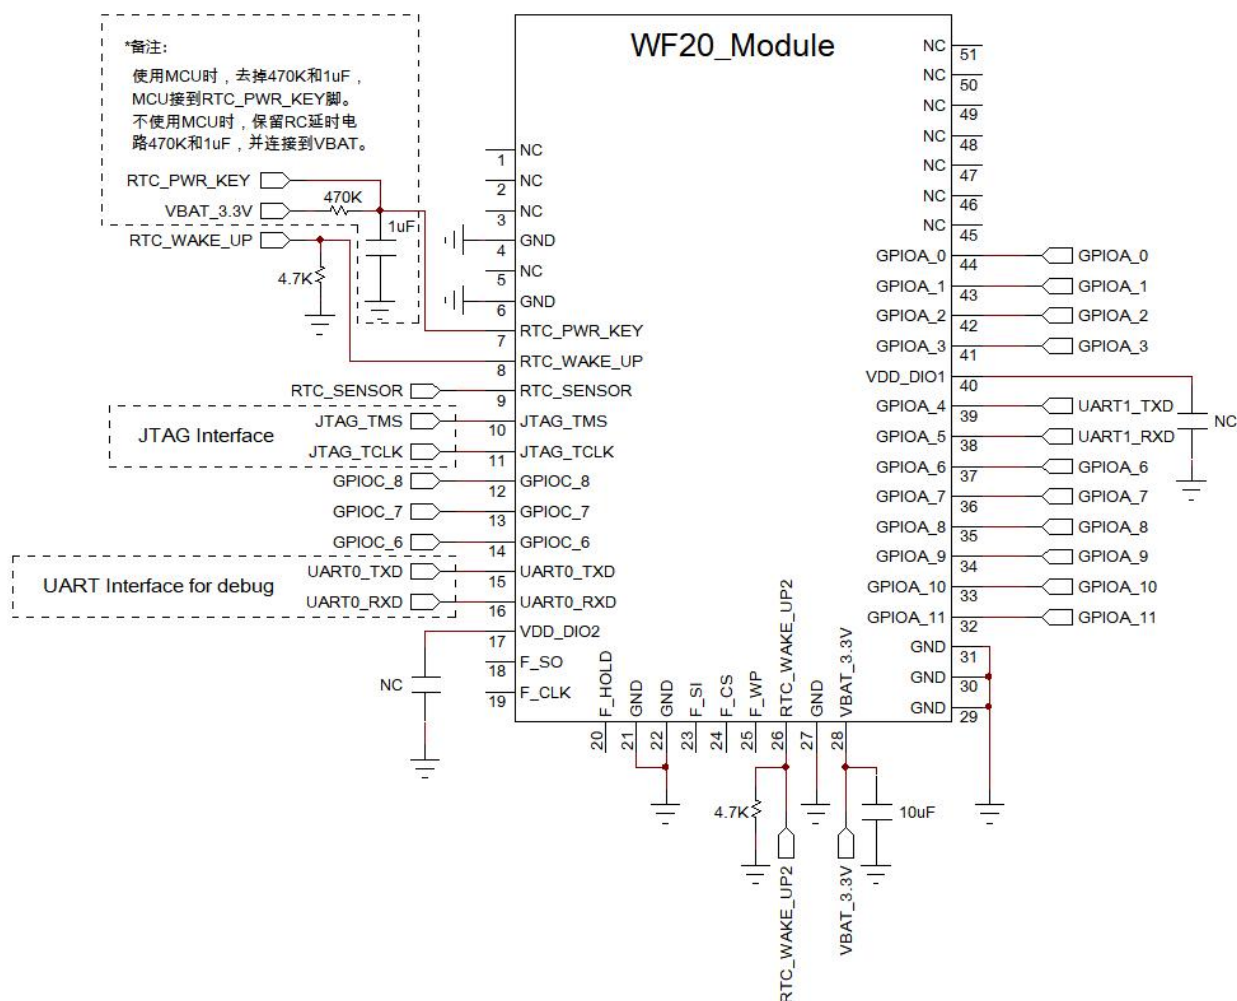 *备注：
使用MCU时，去掉470K和1uF，
MCU接到RTC_PWR_KEY脚。
不使用MCU时，保留RC延时电
路470K和1uF，并连接到VBAT。
RTC_PWR_KEY
VBAT_3.3V
470K
1uF
RTC_WAKE_UP
4.7K
WF20_Module
1 NC
2 NC
3 NC
4 GND
5 NC
6 GND
7 RTC_PWR_KEY
8 RTC_WAKE_UP
RTC_SENSOR 9 RTC_SENSOR
JTAG Interface
JTAG_TMS 10 JTAG_TMS
JTAG_TCLK 11 JTAG_TCLK
GPIOC_8 12 GPIOC_8
GPIOC_7 13 GPIOC_7
GPIOC_6 14 GPIOC_6
UART Interface for debug
UART0_TXD 15 UART0_TXD
UART0_RXD 16 UART0_RXD
17 VDD_DIO2
NC
18 F_SO
19 F_CLK
20 F_HOLD
21 GND
22 GND
23 F_SI
24 F_CS
25 F_WP
26 RTC_WAKE_UP2
27 GND
28 VBAT_3.3V
4.7K
10uF
RTC_WAKE_UP2
VBAT_3.3V
NC 51
NC 50
NC 49
NC 48
NC 47
NC 46
NC 45
GPIOA_0 44 GPIOA_0
GPIOA_1 43 GPIOA_1
GPIOA_2 42 GPIOA_2
GPIOA_3 41 GPIOA_3
VDD_DIO1 40
GPIOA_4 39 UART1_TXD
NC
GPIOA_5 38 UART1_RXD
GPIOA_6 37 GPIOA_6
GPIOA_7 36 GPIOA_7
GPIOA_8 35 GPIOA_8
GPIOA_9 34 GPIOA_9
GPIOA_10 33 GPIOA_10
GPIOA_11 32 GPIOA_11
GND 31
GND 30
GND 29